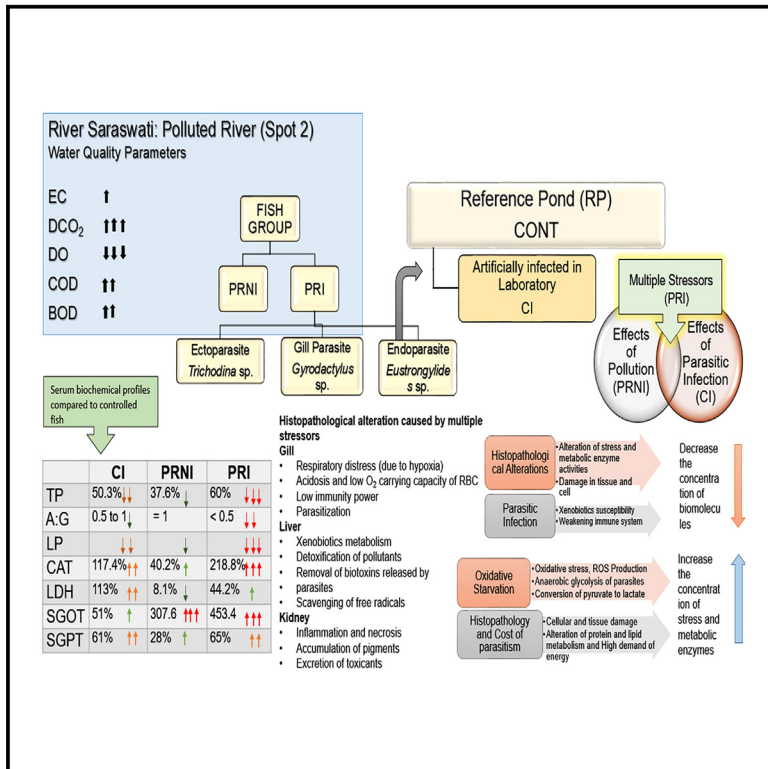 River Saraswati: Polluted River (Spot 2)
Water Quality Parameters
EC ↑
DCO₂ ↑↑↑
DO ↓↓↓
COD ↑↑
BOD ↑↑
FISH
GROUP
PRNI
PRI
Ectoparasite
Trichodina sp.
Gill Parasite
Gyrodactylus
sp.
Endoparasite
Eustrongylide
s sp.
Reference Pond (RP)
CONT
Artificially infected in
Laboratory
CI
Multiple Stressors
(PRI)
Effects
of
Pollution
(PRNI)
Effects
of
Parasitic
Infection
(CI)
Serum biochemical profiles
compared to controlled
fish
CI PRNI PRI
TP 50.3%↓↓ 37.6% ↓ 60% ↓↓↓
A:G 0.5 to 1↓ = 1 < 0.5 ↓↓
LP ↓↓ ↓ ↓↓↓
CAT 117.4%↑↑ 40.2% ↑ 218.8%↑↑↑
LDH 113% ↑↑ 8.1% ↓ 44.2% ↑
SGOT 51% ↑ 307.6 ↑↑↑ 453.4 ↑↑↑
SGPT 61% ↑↑ 28% ↑ 65% ↑↑
Histopathological alteration caused by multiple
stressors
Gill
• Respiratory distress (due to hypoxia)
• Acidosis and low O₂ carrying capacity of RBC
• Low immunity power
• Parasitization
Liver
• Xenobiotics metabolism
• Detoxification of pollutants
• Removal of biotoxins released by
parasites
• Scavenging of free radicals
Kidney
• Inflammation and necrosis
• Accumulation of pigments
• Excretion of toxicants
Histopathologi
cal Alterations
• Alteration of stress and
metabolic enzyme
activities
• Damage in tissue and
cell
Parasitic
Infection
• Xenobiotics susceptibility
• Weakening immune system
Decrease
the
concentra
tion of
biomolecu
les
Oxidative
Starvation
• Oxidative stress, ROS Production
• Anaerobic glycolysis of parasites
• Conversion of pyruvate to lactate
Histopathology
and Cost of
parasitism
• Cellular and tissue damage
• Alteration of protein and lipid
metabolism and High demand of
energy
Increase
the
concentrat
ion of
stress and
metabolic
enzymes